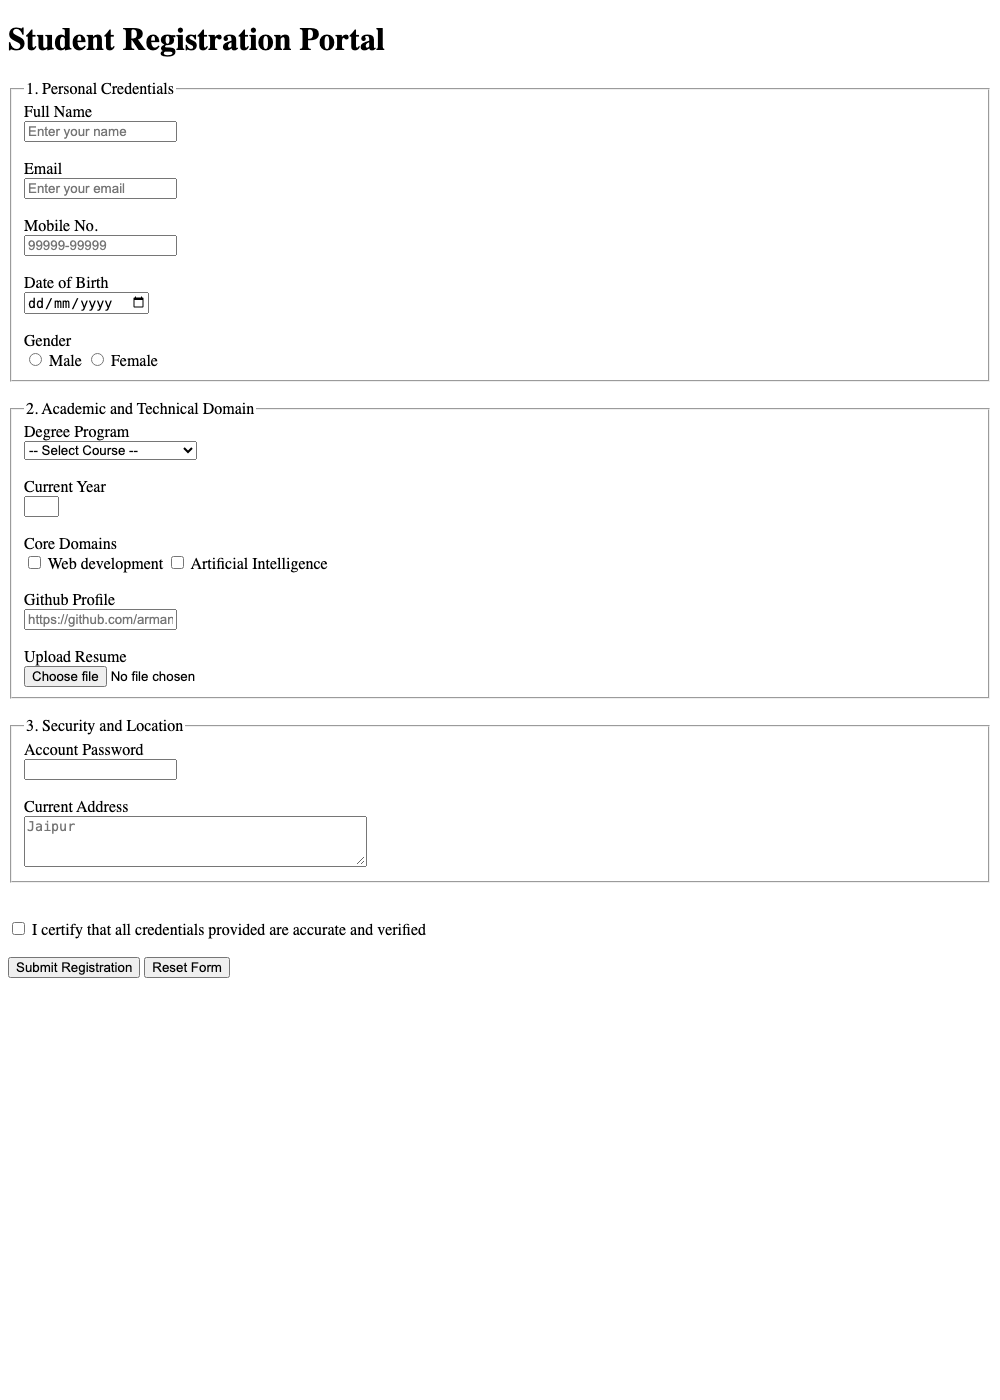 Student Registration Portal
1. Personal Credentials
Full Name
Enter your name
Email
Enter your email
Mobile No.
99999-99999
Date of Birth
dd/mm/yyyy
Gender
Male Female
2. Academic and Technical Domain
Degree Program
-- Select Course --
Current Year
Core Domains
Web development Artificial Intelligence
Github Profile
https://github.com/arman
Upload Resume
Choose file No file chosen
3. Security and Location
Account Password
Current Address
Jaipur
I certify that all credentials provided are accurate and verified
Submit Registration Reset Form